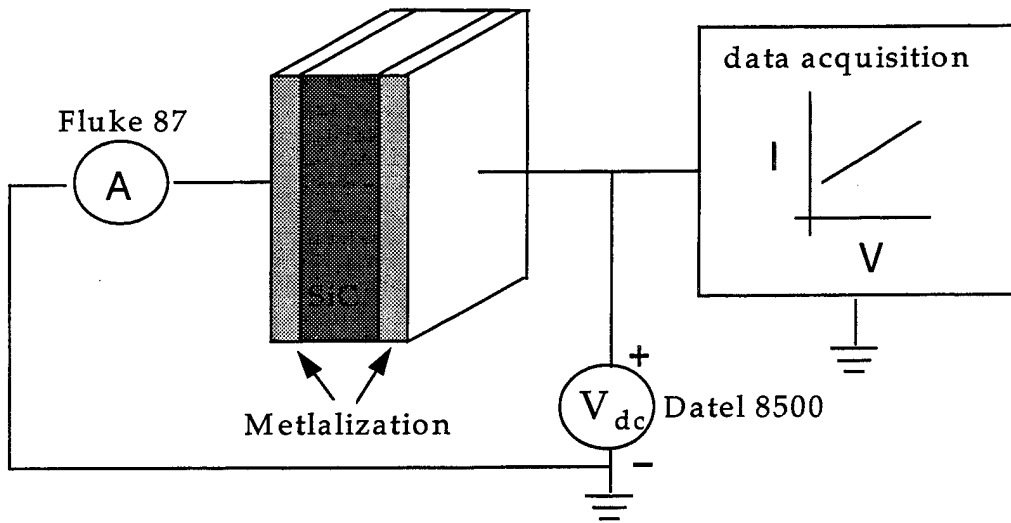 data acquisition
Fluke 87
A
I
V
SiC
+
V dc Datel 8500
Metlalization
-